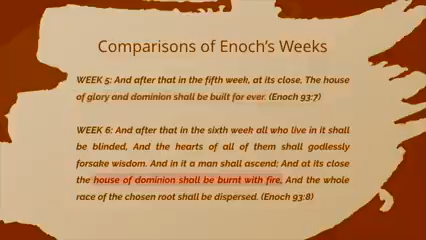 Comparisons of Enoch’s Weeks
WEEK 5: And after that in the fifth week, at its close, The house
of glory and dominion shall be built for ever. (Enoch 93:7)
WEEK 6: And after that in the sixth week all who live in it shall
be blinded, And the hearts of all of them shall godlessly
forsake wisdom. And in it a man shall ascend; And at its close
the house of dominion shall be burnt with fire, And the whole
race of the chosen root shall be dispersed. (Enoch 93:8)